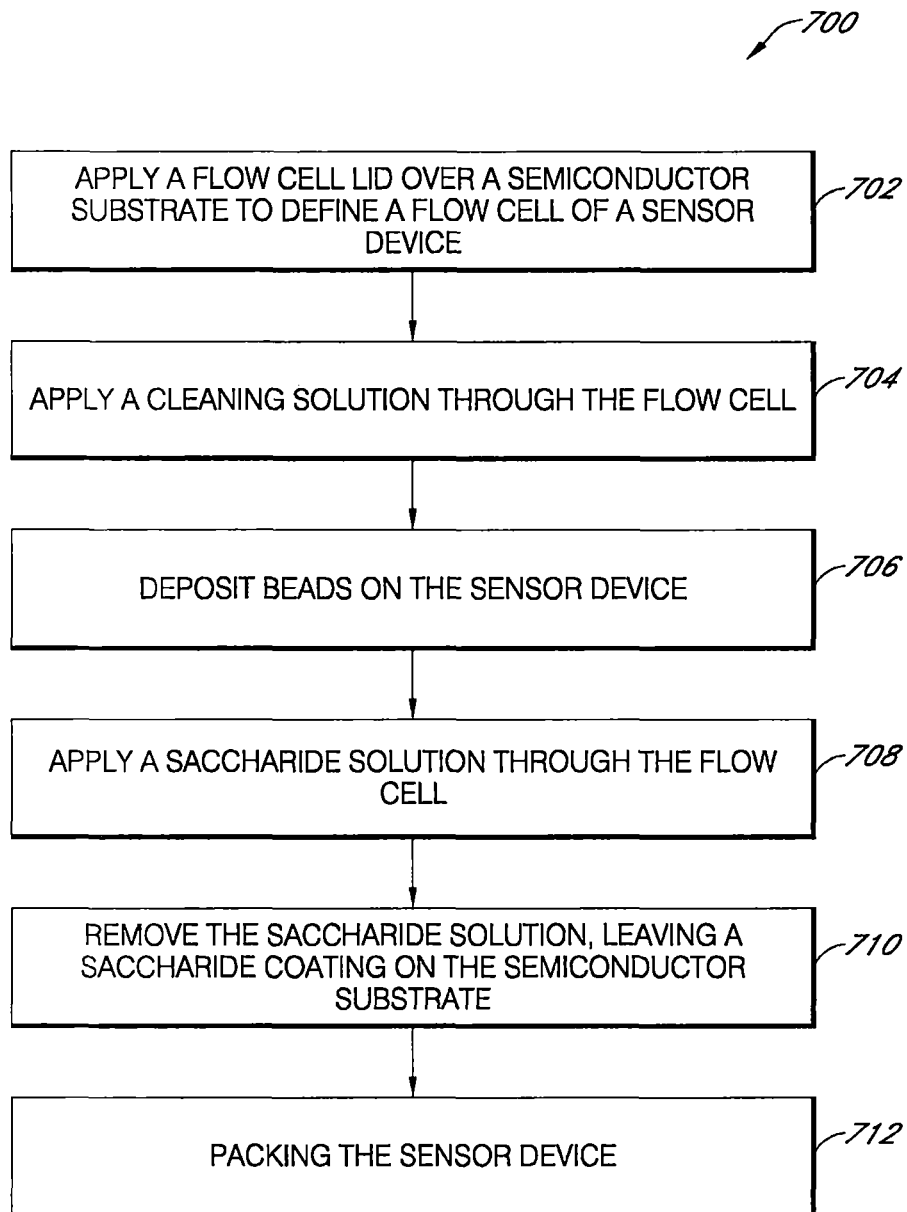 700
APPLY A FLOW CELL LID OVER A SEMICONDUCTOR
SUBSTRATE TO DEFINE A FLOW CELL OF A SENSOR
DEVICE
702
APPLY A CLEANING SOLUTION THROUGH THE FLOW CELL
704
DEPOSIT BEADS ON THE SENSOR DEVICE
706
APPLY A SACCHARIDE SOLUTION THROUGH THE FLOW
CELL
708
REMOVE THE SACCHARIDE SOLUTION, LEAVING A
SACCHARIDE COATING ON THE SEMICONDUCTOR
SUBSTRATE
710
PACKING THE SENSOR DEVICE
712